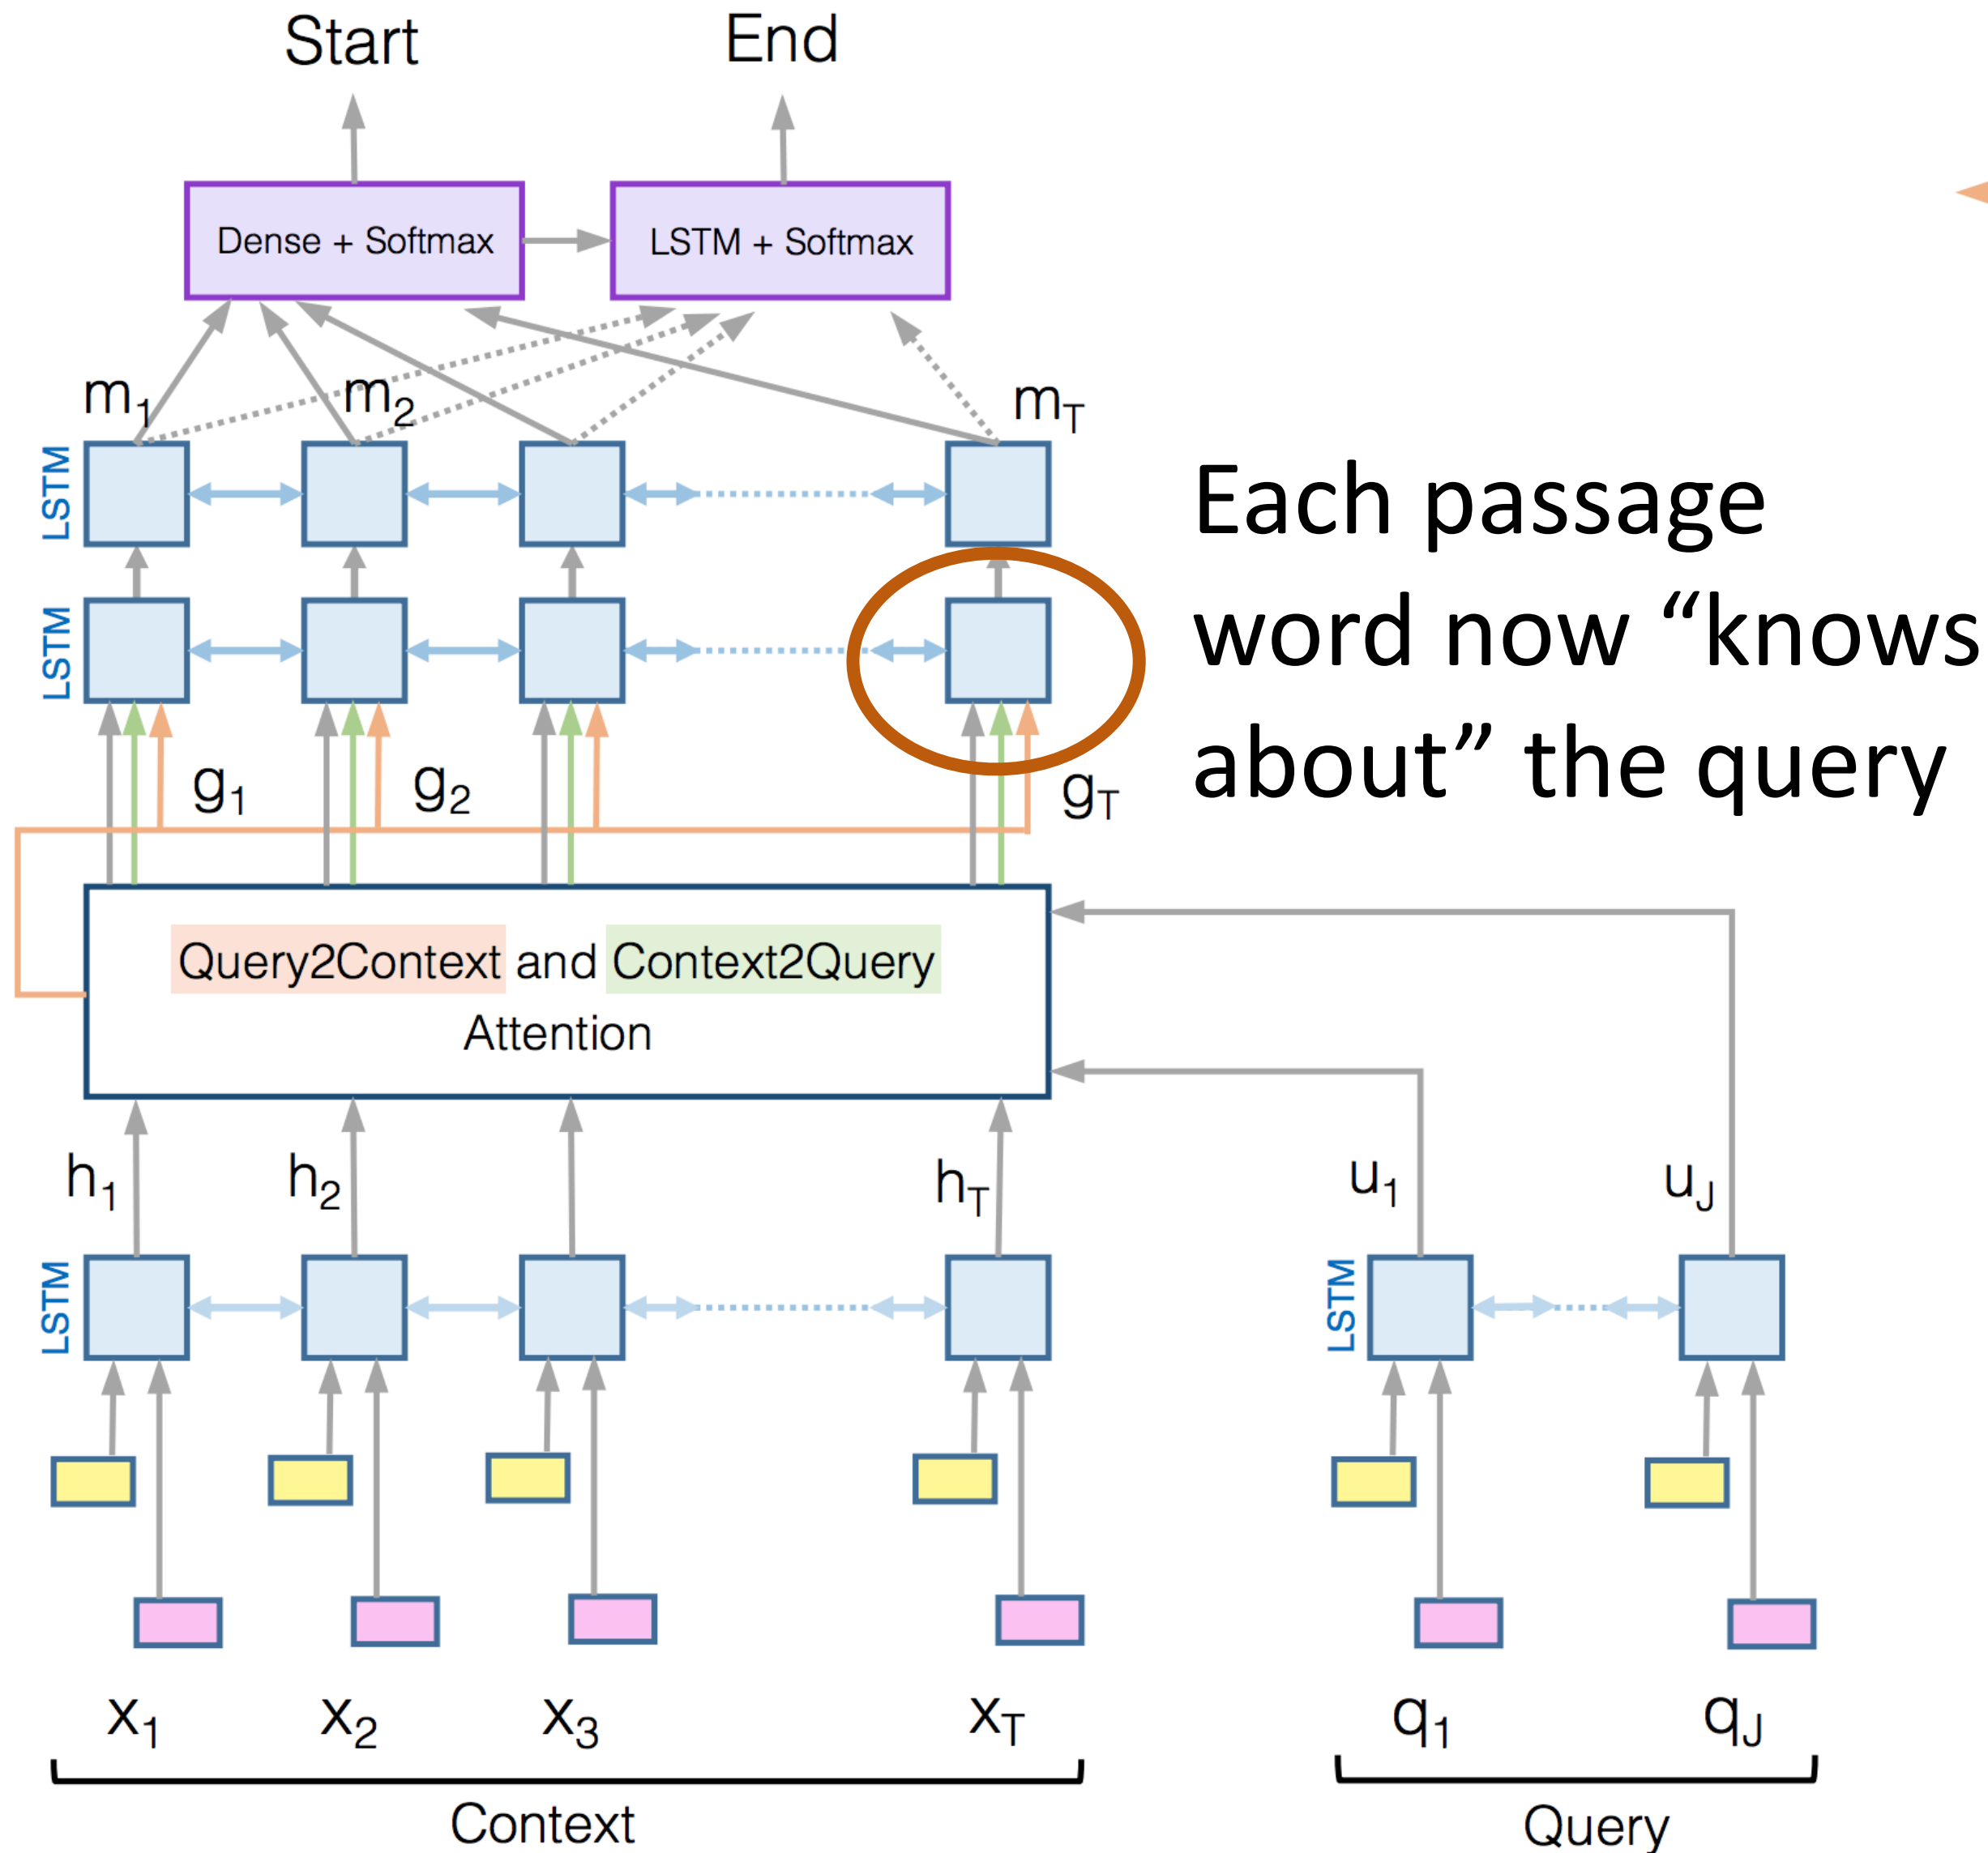 Start End
Dense + Softmax LSTM + Softmax
m1 m2 mT
LSTM
Each passage
word now “knows
about” the query
LSTM
g1 g2 gT
Query2Context and Context2Query
Attention
h1 h2 hT u1 uJ
LSTM LSTM
x1 x2 x3 xT q1 qJ
Context Query